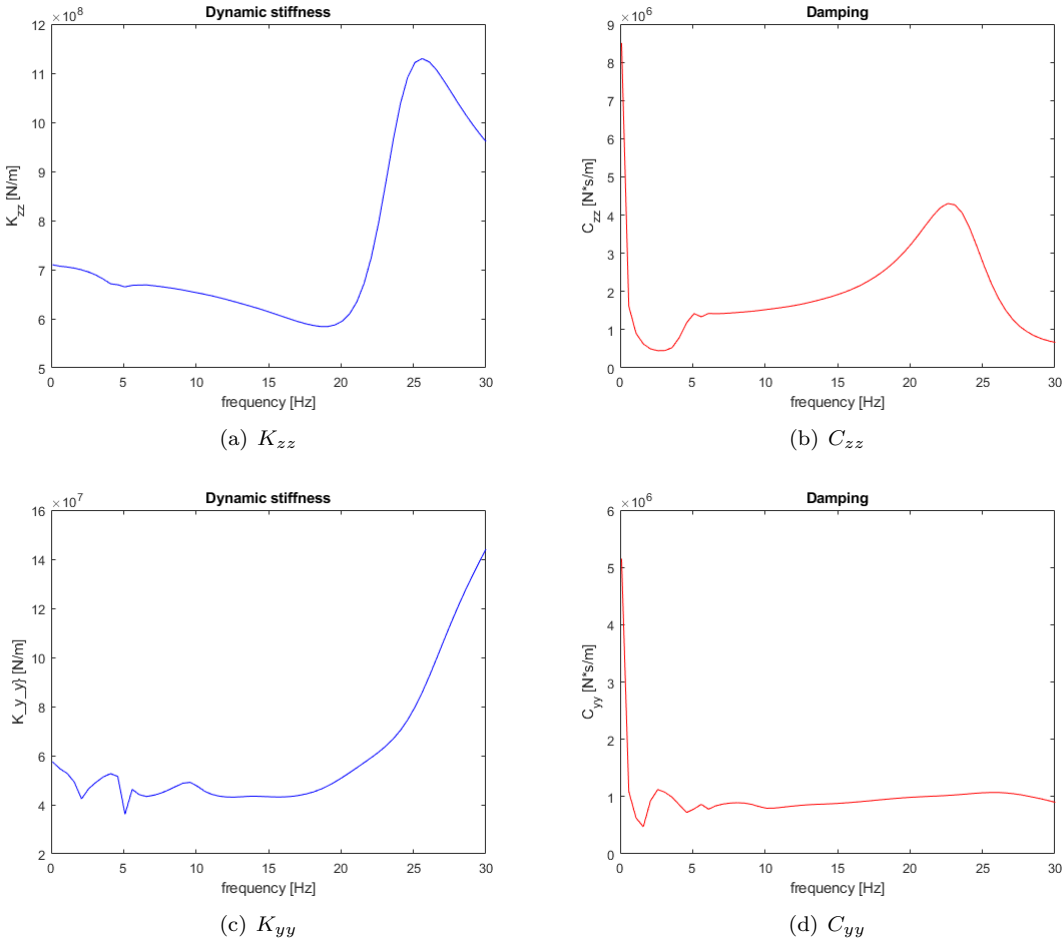 Dynamic stiffness
×10^8
12
11
10
9
8
7
6
5
0 5 10 15 20 25 30
K_zz [N/m]
frequency [Hz]
(a) K_zz
Damping
×10^6
9
8
7
6
5
4
3
2
1
0
0 5 10 15 20 25 30
C_zz [N*s/m]
frequency [Hz]
(b) C_zz
Dynamic stiffness
×10^7
16
14
12
10
8
6
4
2
0 5 10 15 20 25 30
K_y_y} [N/m]
frequency [Hz]
(c) K_yy
Damping
×10^6
6
5
4
3
2
1
0
0 5 10 15 20 25 30
C_yy [N*s/m]
frequency [Hz]
(d) C_yy